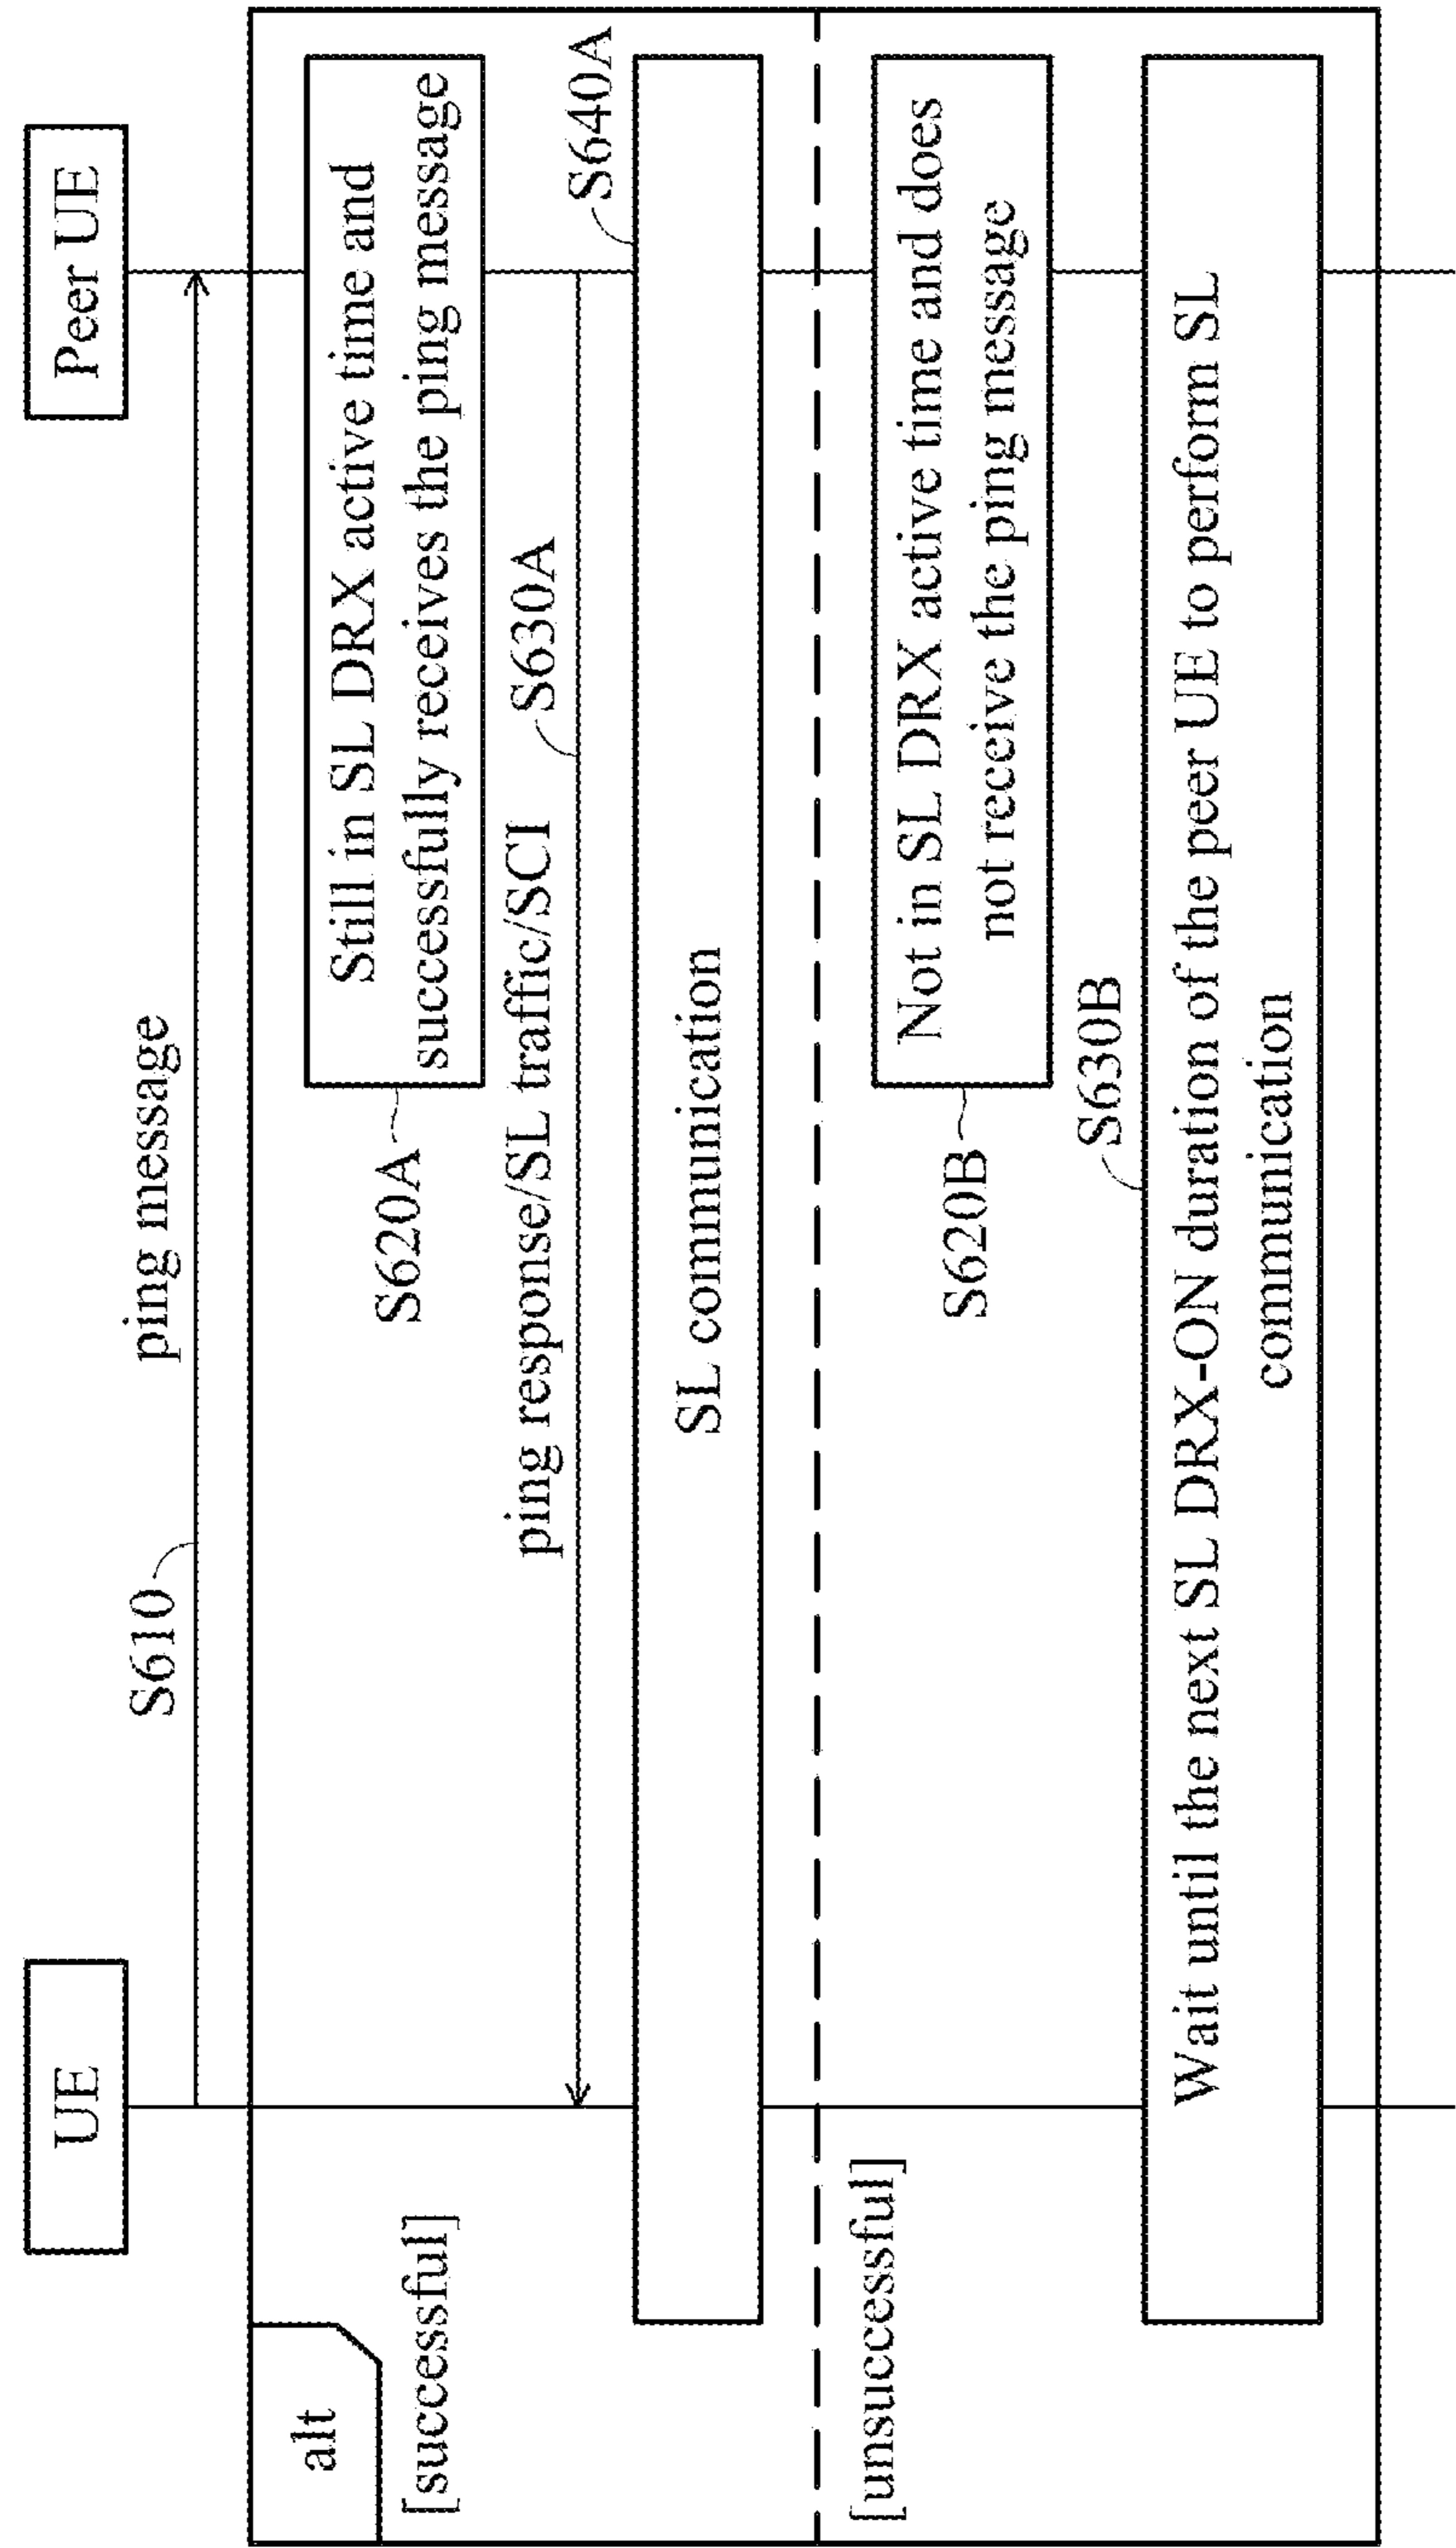 UE
Peer UE
S610
ping message
alt
[successful]
S620A
Still in SL DRX active time and
successfully receives the ping message
ping response/SL traffic/SCI
S630A
S640A
SL communication
[unsuccessful]
S620B
Not in SL DRX active time and does
not receive the ping message
S630B
Wait until the next SL DRX-ON duration of the peer UE to perform SL
communication